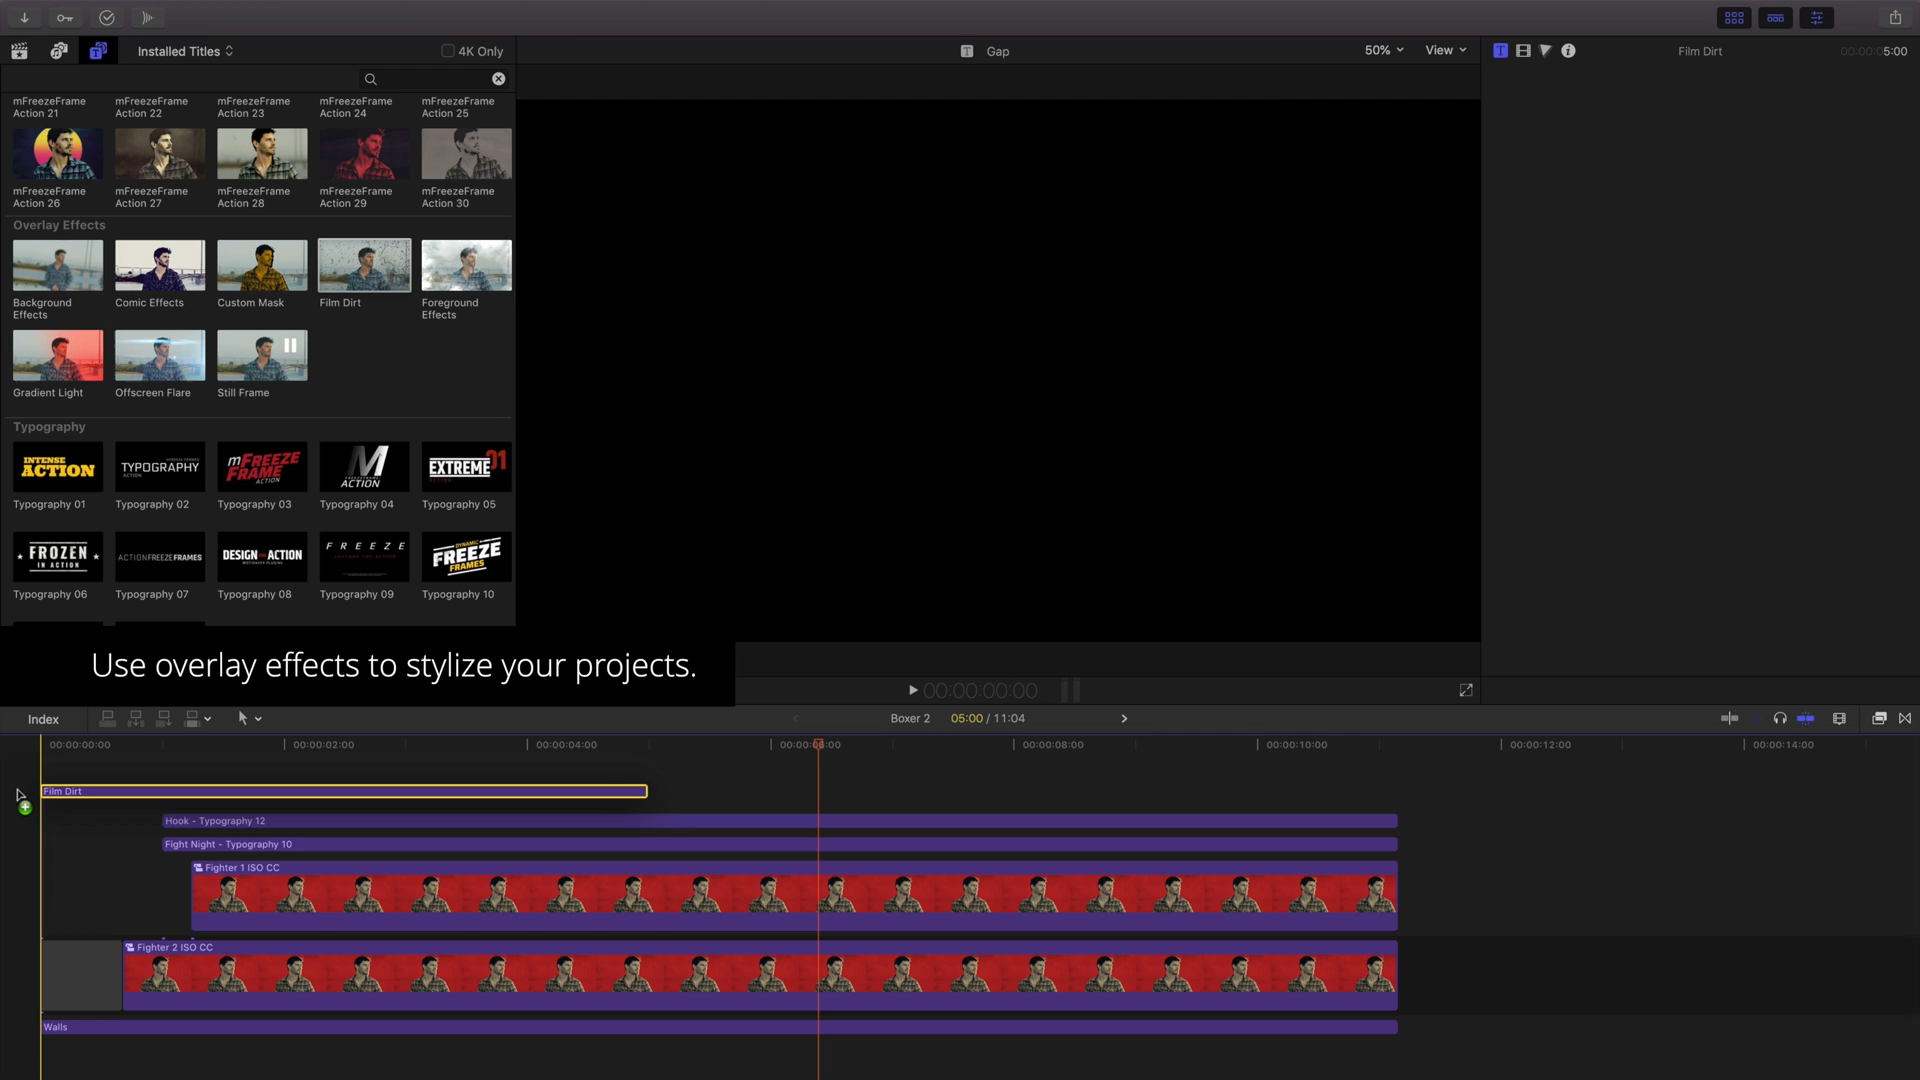 Installed Titles
4K Only
Gap
50%
View
Film Dirt
00:00:05:00
mFreezeFrame Action 21
mFreezeFrame Action 22
mFreezeFrame Action 23
mFreezeFrame Action 24
mFreezeFrame Action 25
mFreezeFrame Action 26
mFreezeFrame Action 27
mFreezeFrame Action 28
mFreezeFrame Action 29
mFreezeFrame Action 30
Overlay Effects
Background Effects
Comic Effects
Custom Mask
Film Dirt
Foreground Effects
Gradient Light
Offscreen Flare
Still Frame
Typography
INTENSE ACTION
TYPOGRAPHY ACTION
mFREEZE FRAME ACTION
M ACTION
EXTREME 01 ACTION
Typography 01
Typography 02
Typography 03
Typography 04
Typography 05
FROZEN IN ACTION
ACTIONFREEZEFRAMES
DESIGN ACTION
FREEZE
DYNAMIC FREEZE FRAMES
Typography 06
Typography 07
Typography 08
Typography 09
Typography 10
Use overlay effects to stylize your projects.
00:00:00:00
Index
Boxer 2
05:00 / 11:04
00:00:00:00
00:00:02:00
00:00:04:00
00:00:06:00
00:00:08:00
00:00:10:00
00:00:12:00
00:00:14:00
Film Dirt
Hook - Typography 12
Fight Night - Typography 10
Fighter 1 ISO CC
Fighter 2 ISO CC
Walls